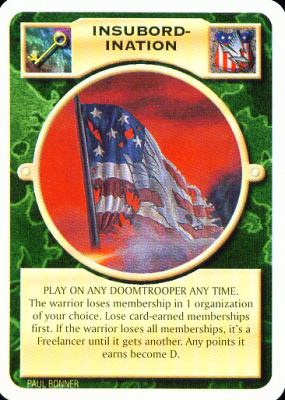 INSUBORD-
INATION
PLAY ON ANY DOOMTROOPER ANY TIME.
The warrior loses membership in 1 organization
of your choice. Lose card-earned memberships
first. If the warrior loses all memberships, it's a
Freelancer until it gets another. Any points it
earns become D.
PAUL BONNER